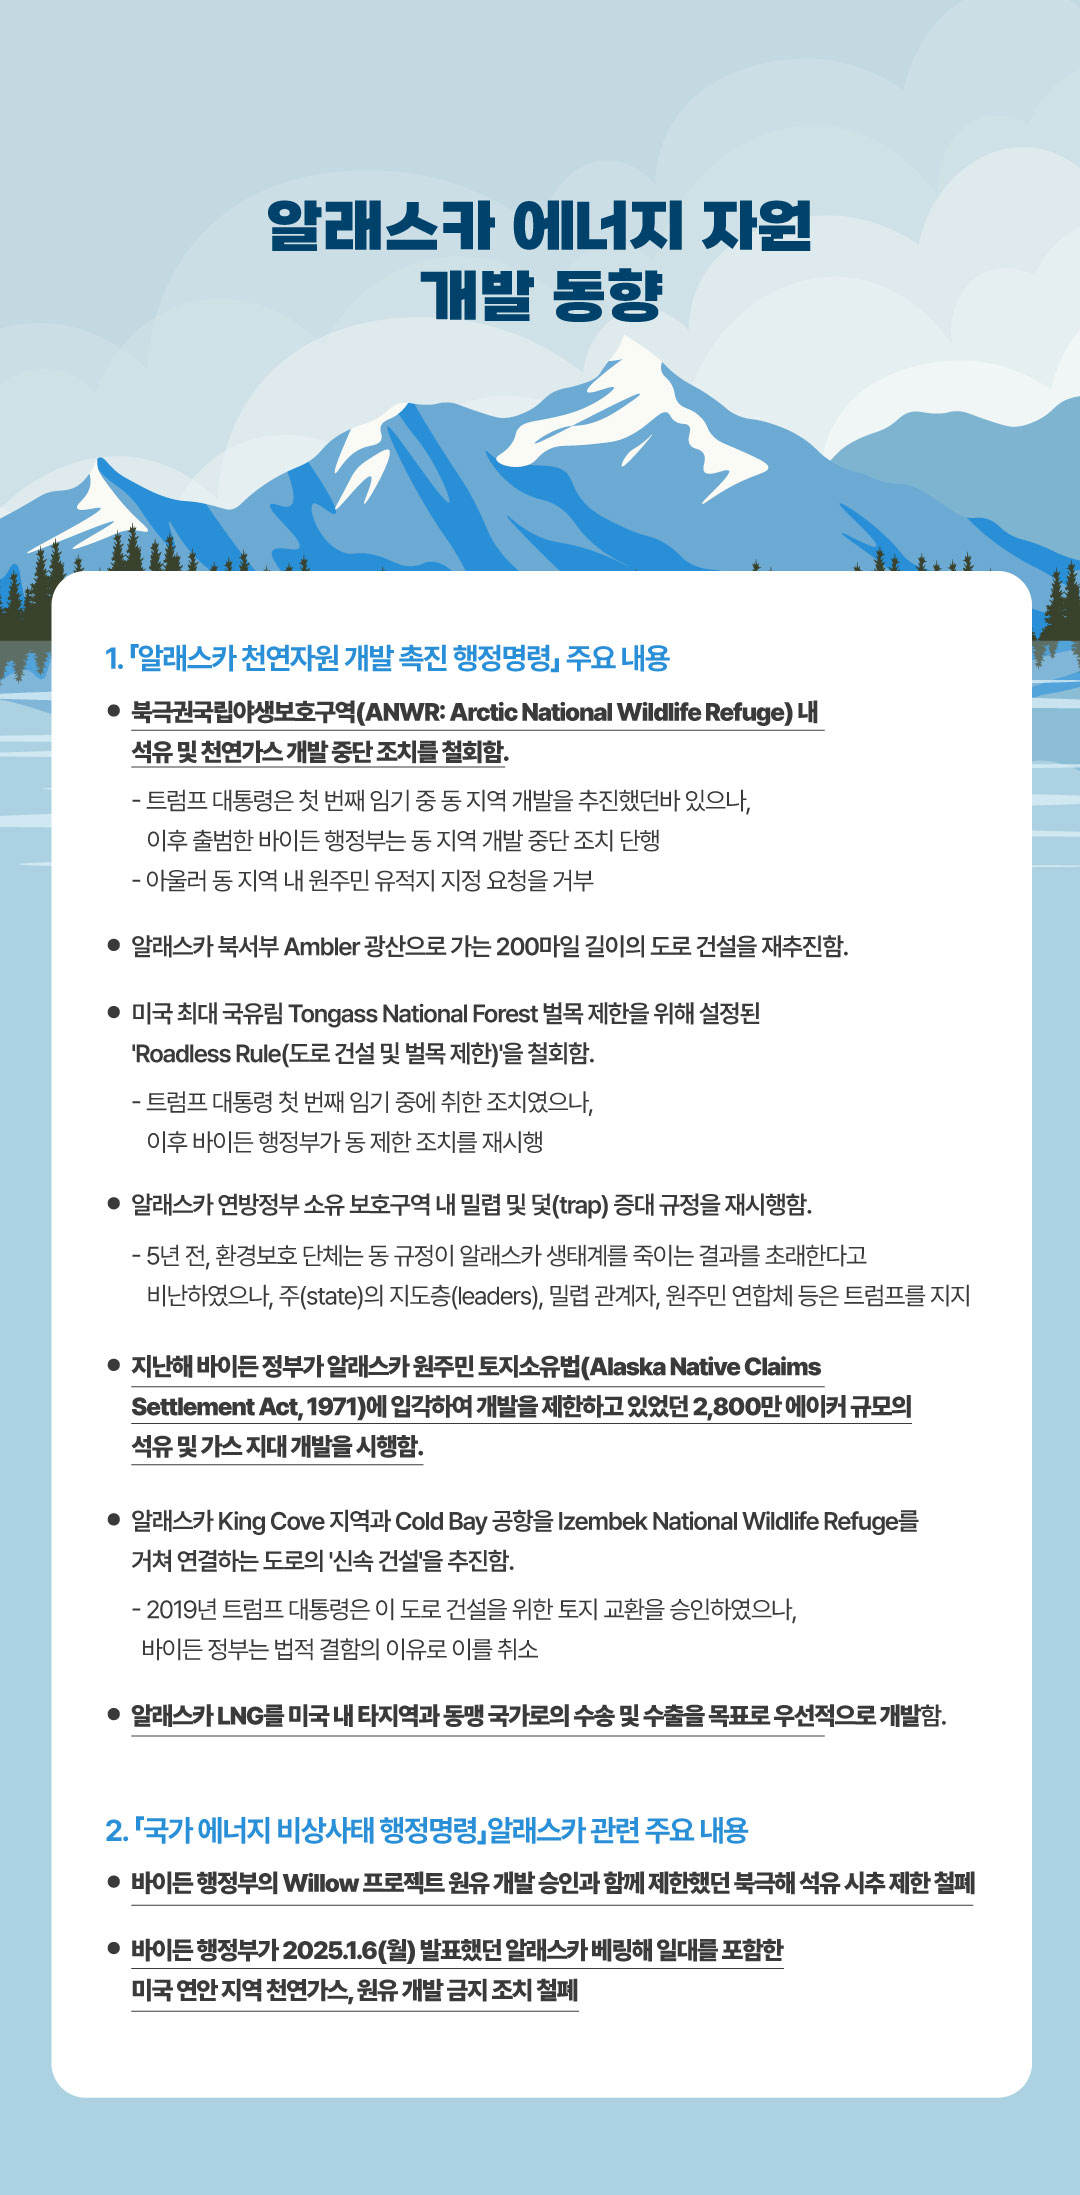 알래스카 에너지 자원
개발 동향
1. 「알래스카 천연자원 개발 촉진 행정명령」 주요 내용
● 북극권국립야생보호구역(ANWR: Arctic National Wildlife Refuge) 내
석유 및 천연가스 개발 중단 조치를 철회함.
- 트럼프 대통령은 첫 번째 임기 중 동 지역 개발을 추진했던바 있으나,
이후 출범한 바이든 행정부는 동 지역 개발 중단 조치 단행
- 아울러 동 지역 내 원주민 유적지 지정 요청을 거부
● 알래스카 북서부 Ambler 광산으로 가는 200마일 길이의 도로 건설을 재추진함.
● 미국 최대 국유림 Tongass National Forest 벌목 제한을 위해 설정된
'Roadless Rule(도로 건설 및 벌목 제한)'을 철회함.
- 트럼프 대통령 첫 번째 임기 중에 취한 조치였으나,
이후 바이든 행정부가 동 제한 조치를 재시행
● 알래스카 연방정부 소유 보호구역 내 밀렵 및 덫(trap) 증대 규정을 재시행함.
- 5년 전, 환경보호 단체는 동 규정이 알래스카 생태계를 죽이는 결과를 초래한다고
비난하였으나, 주(state)의 지도층(leaders), 밀렵 관계자, 원주민 연합체 등은 트럼프를 지지
● 지난해 바이든 정부가 알래스카 원주민 토지소유법(Alaska Native Claims
Settlement Act, 1971)에 입각하여 개발을 제한하고 있었던 2,800만 에이커 규모의
석유 및 가스 지대 개발을 시행함.
● 알래스카 King Cove 지역과 Cold Bay 공항을 Izembek National Wildlife Refuge를
거쳐 연결하는 도로의 '신속 건설'을 추진함.
- 2019년 트럼프 대통령은 이 도로 건설을 위한 토지 교환을 승인하였으나,
바이든 정부는 법적 결함의 이유로 이를 취소
● 알래스카 LNG를 미국 내 타지역과 동맹 국가로의 수송 및 수출을 목표로 우선적으로 개발함.
2. 「국가 에너지 비상사태 행정명령」알래스카 관련 주요 내용
● 바이든 행정부의 Willow 프로젝트 원유 개발 승인과 함께 제한했던 북극해 석유 시추 제한 철폐
● 바이든 행정부가 2025.1.6(월) 발표했던 알래스카 베링해 일대를 포함한
미국 연안 지역 천연가스, 원유 개발 금지 조치 철폐